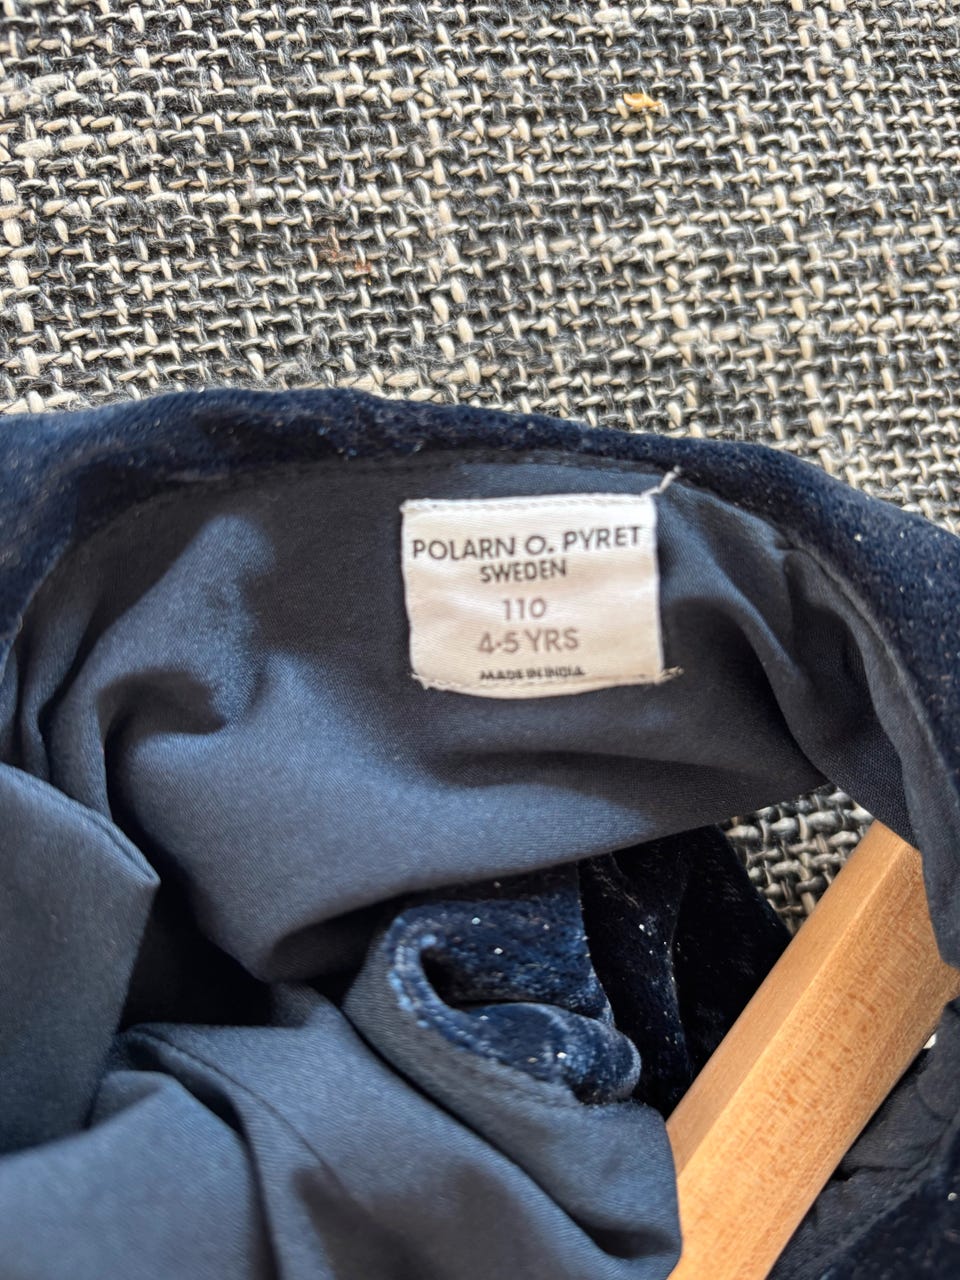 POLARN O. PYRET
SWEDEN
110
4-5 YRS
MADE IN INDIA